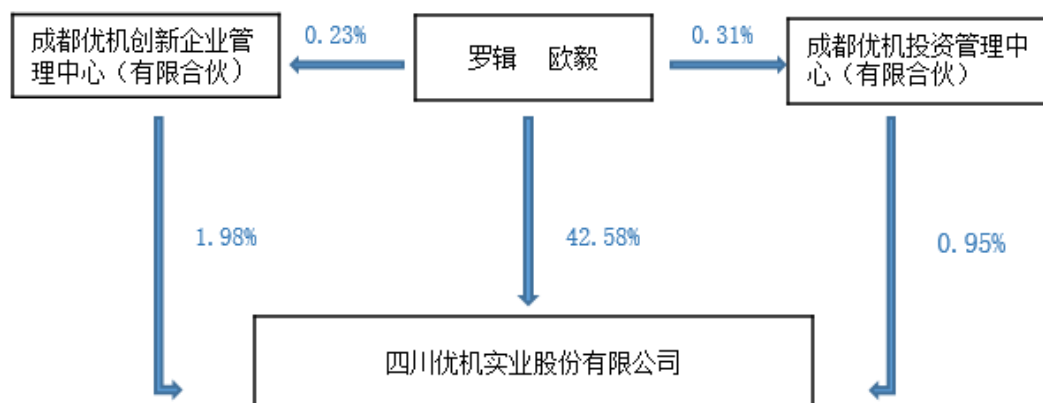 成都优机创新企业管
理中心（有限合伙）
0.23%
罗辑 欧毅
0.31%
成都优机投资管理中
心（有限合伙）
1.98%
42.58%
0.95%
四川优机实业股份有限公司